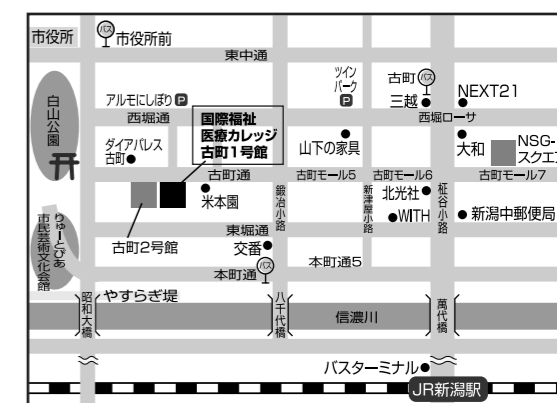 市役所
市役所前
バス
東中通
白山公園
アルモにしぼり P
ツイン
パーク
P
古町
バス
三越
NEXT21
西堀通
国際福祉
医療カレッジ
古町1号館
西堀ローサ
ダイアパレス
古町
山下の家具
大和
NSG-
スクエア
古町通
古町モール5
古町モール6
古町モール7
米本園
鍛冶小路
新津屋小路
北光社
WITH
柾谷小路
新潟中郵便局
古町2号館
東堀通
交番
りゅーとぴあ
市民芸術文化会館
バス
本町通
本町通5
やすらぎ堤
昭和大橋
八千代橋
信濃川
萬代橋
バスターミナル
JR新潟駅